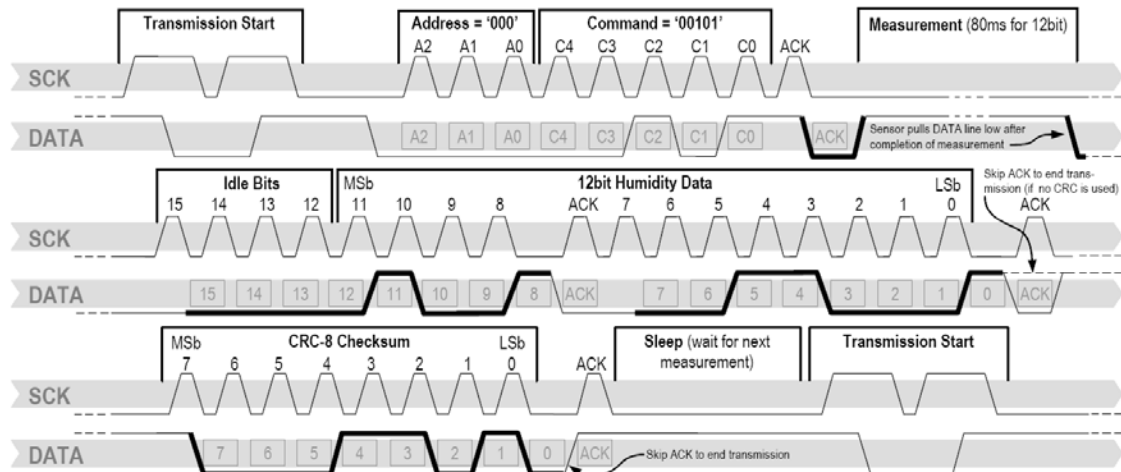 Transmission Start Address = ‘000’ Command = ‘00101’ Measurement (80ms for 12bit)
A2 A1 A0 C4 C3 C2 C1 C0 ACK
SCK
DATA A2 A1 A0 C4 C3 C2 C1 C0 ACK
Sensor pulls DATA line low after
completion of measurement
Skip ACK to end trans-
mission (if no CRC is used)
Idle Bits MSb 12bit Humidity Data LSb
15 14 13 12 11 10 9 8 ACK 7 6 5 4 3 2 1 0 ACK
SCK
DATA 15 14 13 12 11 10 9 8 ACK 7 6 5 4 3 2 1 0 ACK
MSb CRC-8 Checksum LSb Sleep (wait for next
measurement) Transmission Start
7 6 5 4 3 2 1 0 ACK
SCK
DATA 7 6 5 4 3 2 1 0 ACK
Skip ACK to end transmission